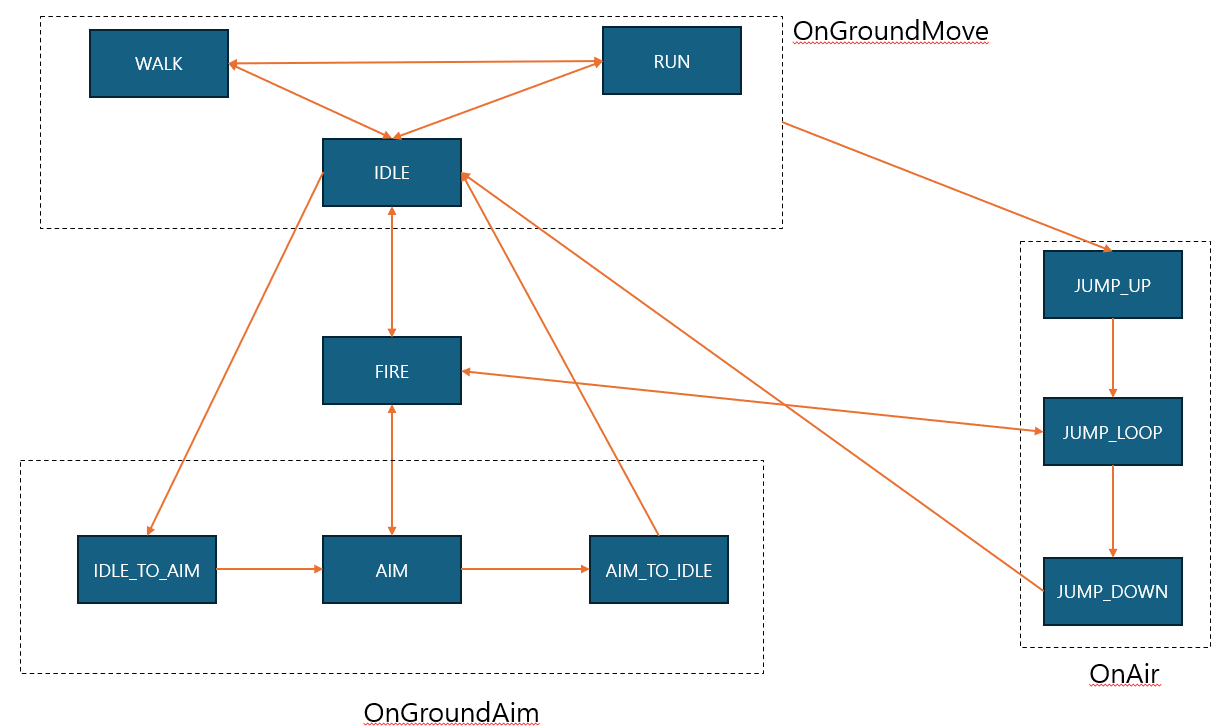 OnGroundMove
WALK
RUN
IDLE
JUMP_UP
FIRE
JUMP_LOOP
IDLE_TO_AIM
AIM
AIM_TO_IDLE
JUMP_DOWN
OnAir
OnGroundAim